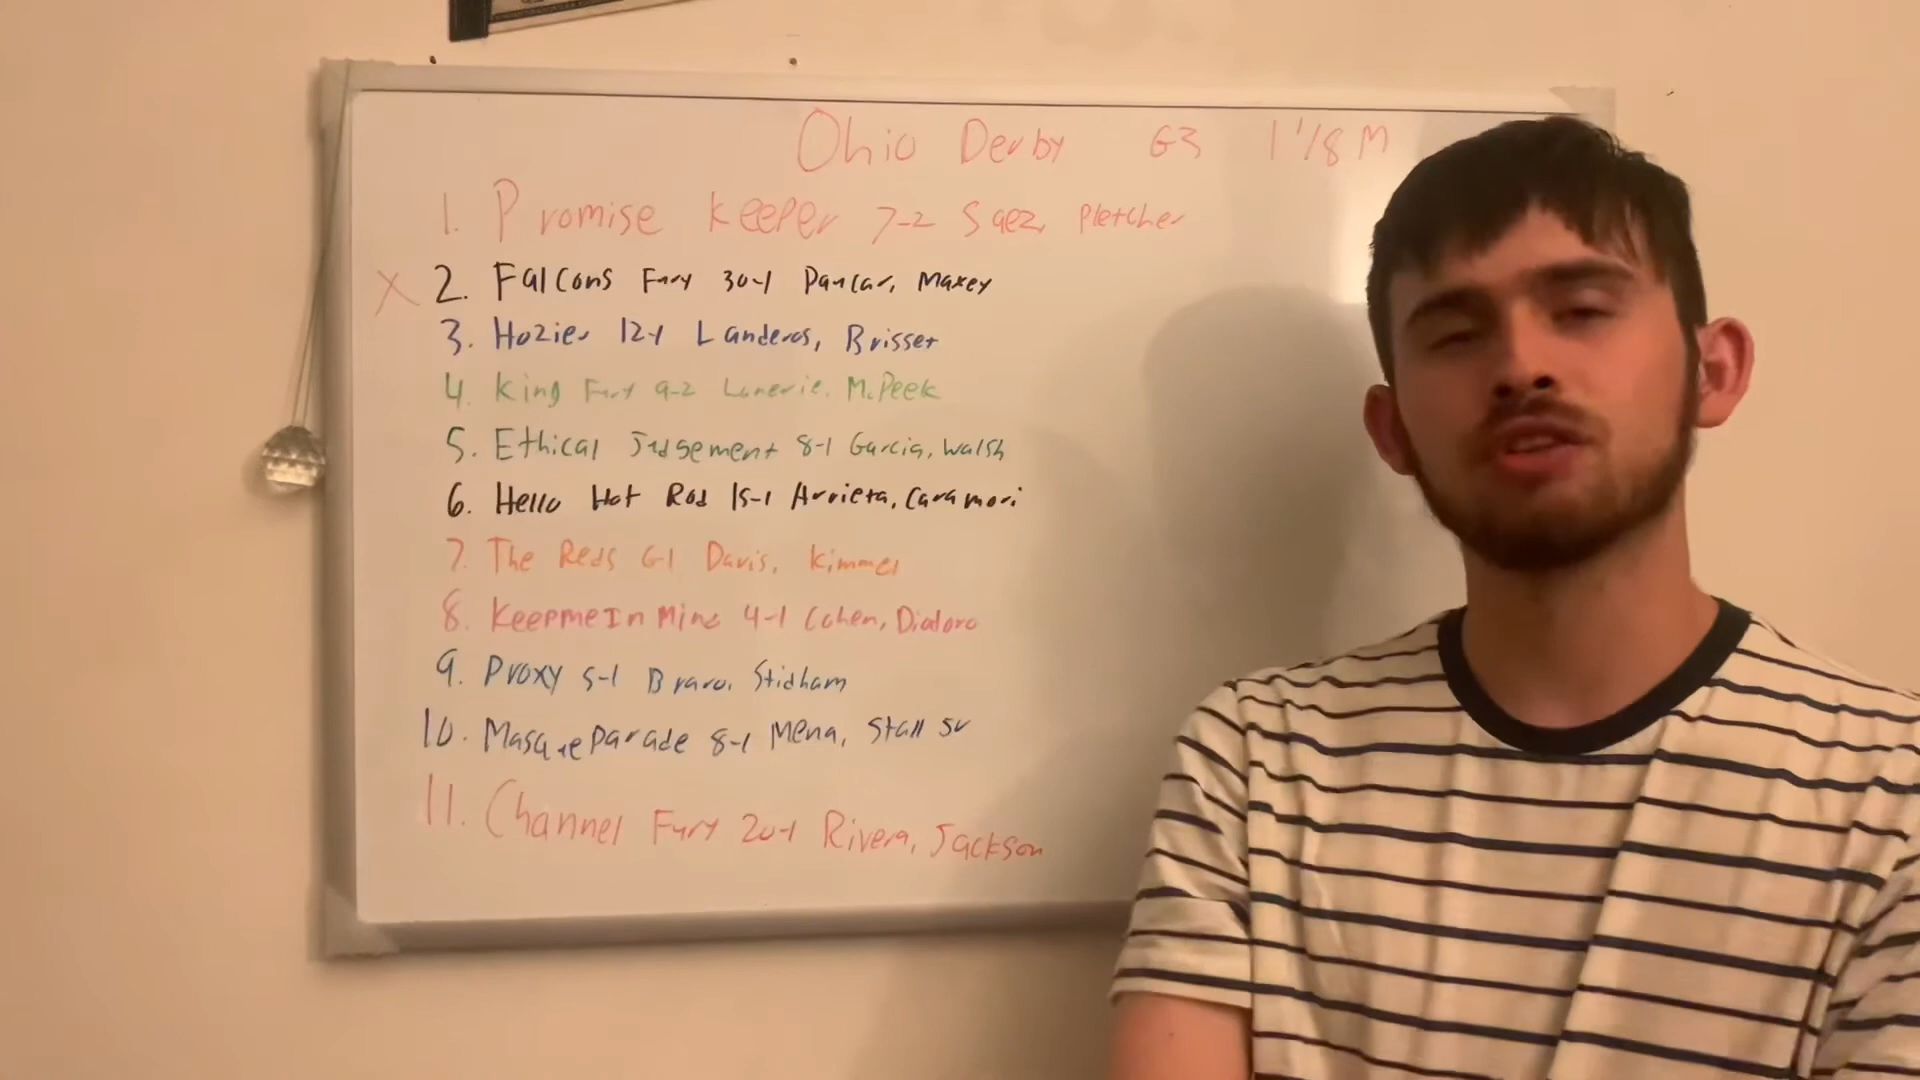 Ohio Derby G3 1 1/8 M
1. Promise Keeper 7-2 Saez, Pletcher
X 2. Falcons Fury 30-1 Pancar, Maxey
3. Hozier 12-1 Landeros, Brisset
4. King Fury 9-2 Lanerie, McPeek
5. Ethical Judgement 8-1 Garcia, Walsh
6. Hello Hot Rod 15-1 Arrieta, Caramori
7. The Reds 6-1 Davis, Kimmel
8. KeepmeIn Mind 4-1 Cohen, Diodoro
9. Proxy 5-1 Bravo, Stidham
10. Masqueparade 8-1 Mena, Stall Sr
11. Channel Fury 20-1 Rivera, Jackson